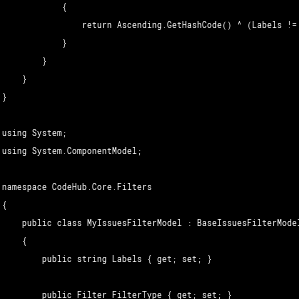 {
return Ascending.GetHashCode() ^ (Labels !=
}
}
}
}
using System;
using System.ComponentModel;
namespace CodeHub.Core.Filters
{
public class MyIssuesFilterModel : BaseIssuesFilterModel
{
public string Labels { get; set; }
public Filter FilterType { get; set; }